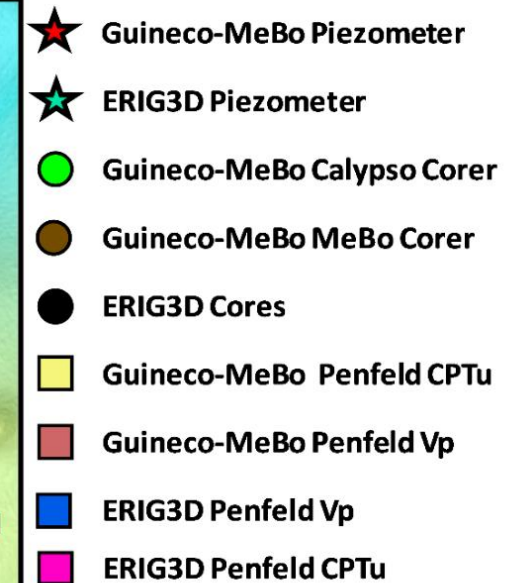 Guineco-MeBo Piezometer
ERIG3D Piezometer
Guineco-MeBo Calypso Corer
Guineco-MeBo MeBo Corer
ERIG3D Cores
Guineco-MeBo Penfeld CPTu
Guineco-MeBo Penfeld Vp
ERIG3D Penfeld Vp
ERIG3D Penfeld CPTu